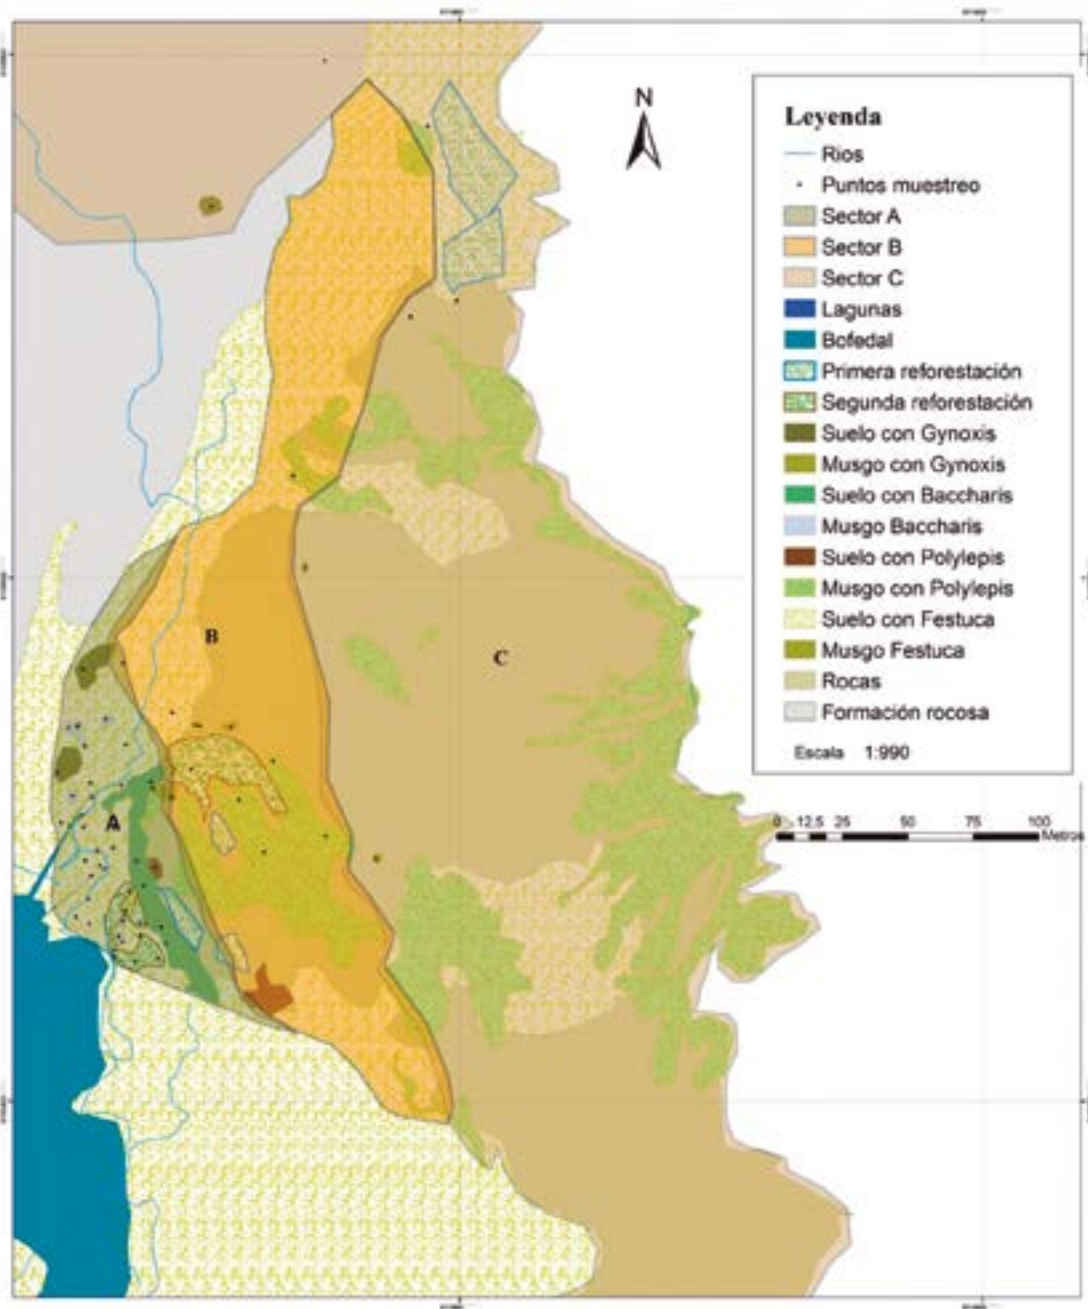 N
Leyenda
Rios
Puntos muestreo
Sector A
Sector B
Sector C
Lagunas
Bofedal
Primera reforestación
Segunda reforestación
Suelo con Gynoxis
Musgo con Gynoxis
Suelo con Baccharis
Musgo Baccharis
Suelo con Polylepis
Musgo con Polylepis
Suelo con Festuca
Musgo Festuca
Rocas
Formación rocosa
Escala 1:990
B
C
A
0 12,5 25 50 75 100
Metros